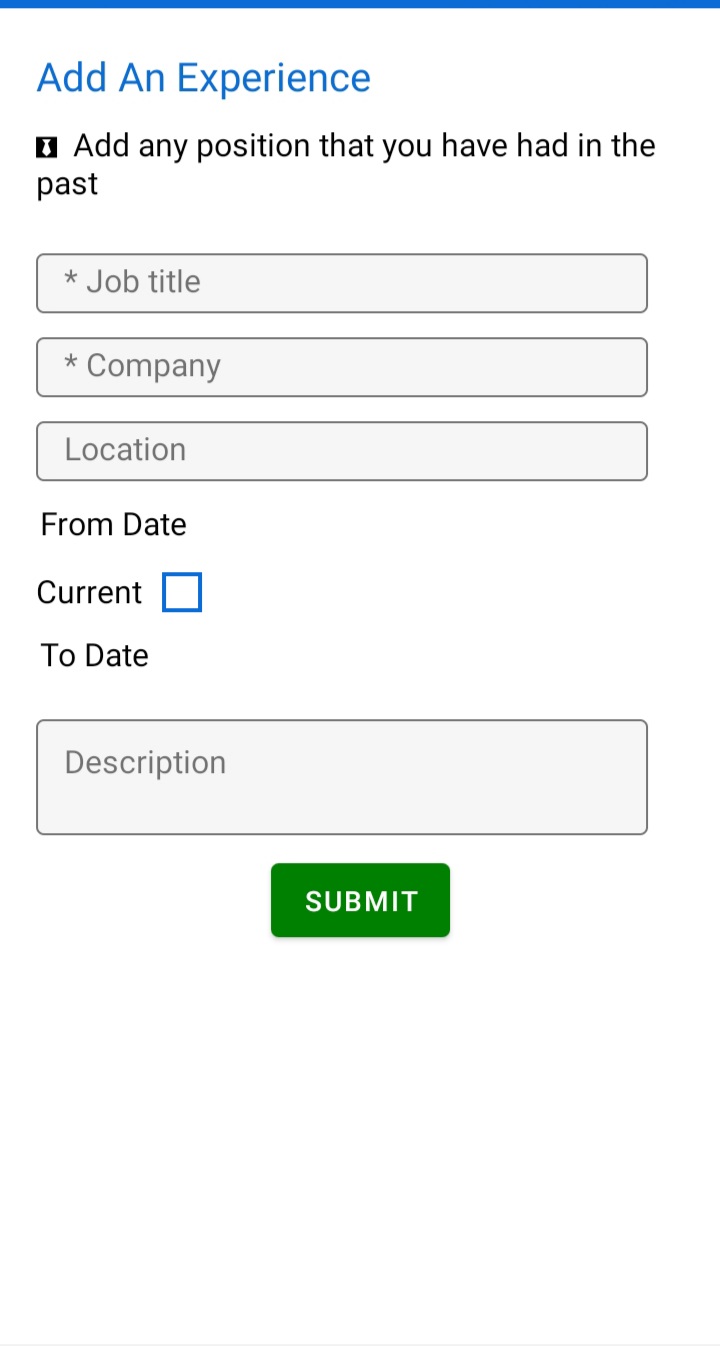 Add An Experience
Add any position that you have had in the
past
* Job title
* Company
Location
From Date
Current
To Date
Description
SUBMIT